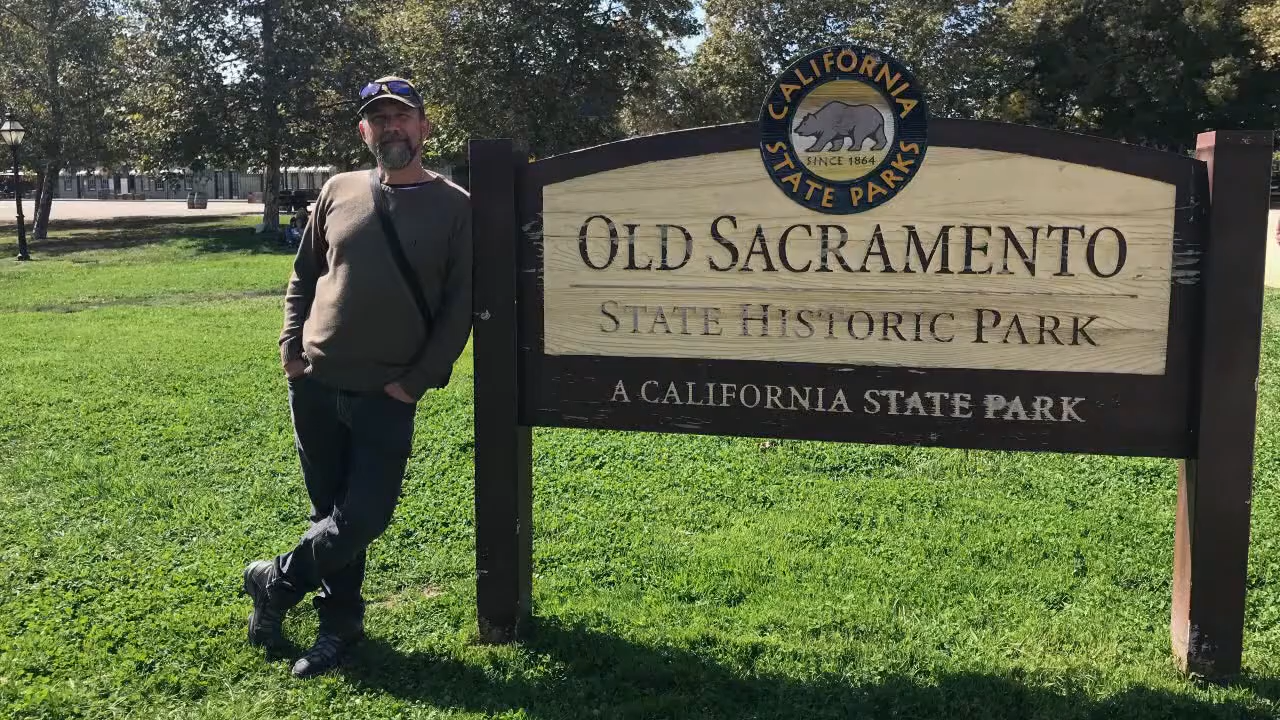 CALIFORNIA
SINCE 1864
STATE PARKS
OLD SACRAMENTO
STATE HISTORIC PARK
A CALIFORNIA STATE PARK